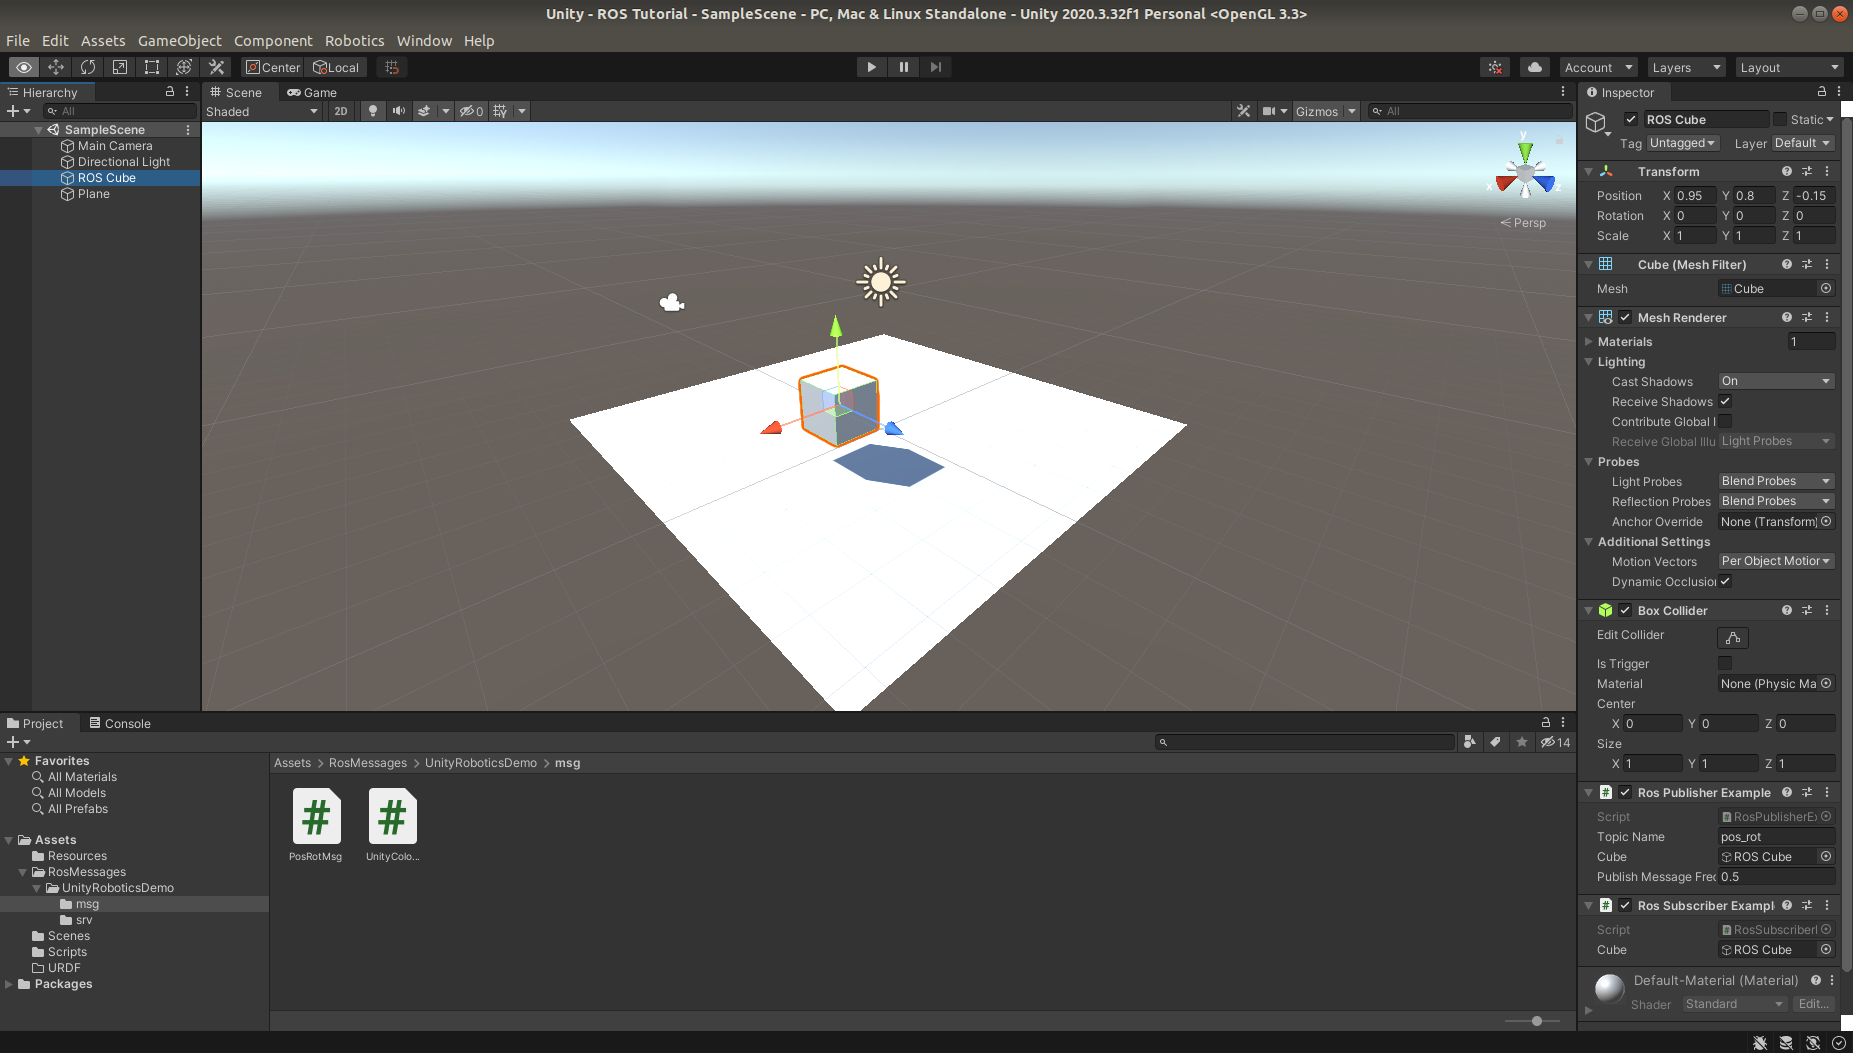 Unity - ROS Tutorial - SampleScene - PC, Mac & Linux Standalone - Unity 2020.3.32f1 Personal <OpenGL 3.3>
File Edit Assets GameObject Component Robotics Window Help
Center Local
Account Layers Layout
Hierarchy
All
SampleScene
Main Camera
Directional Light
ROS Cube
Plane
Scene Game
Shaded 2D 0 Gizmos All
y
x z
Persp
Inspector
ROS Cube Static
Tag Untagged Layer Default
Transform
Position X 0.95 Y 0.8 Z -0.15
Rotation X 0 Y 0 Z 0
Scale X 1 Y 1 Z 1
Cube (Mesh Filter)
Mesh Cube
Mesh Renderer
Materials 1
Lighting
Cast Shadows On
Receive Shadows
Contribute Global I
Receive Global Illu Light Probes
Probes
Light Probes Blend Probes
Reflection Probes Blend Probes
Anchor Override None (Transform)
Additional Settings
Motion Vectors Per Object Motion
Dynamic Occlusion
Box Collider
Edit Collider
Is Trigger
Material None (Physic Ma
Center
X 0 Y 0 Z 0
Size
X 1 Y 1 Z 1
# Ros Publisher Example
Script RosPublisherEx
Topic Name pos_rot
Cube ROS Cube
Publish Message Fred 0.5
# Ros Subscriber Exampl
Script RosSubscriberI
Cube ROS Cube
Default-Material (Material)
Shader Standard Edit...
Project Console
14
Favorites
All Materials
All Models
All Prefabs
Assets
Resources
RosMessages
UnityRoboticsDemo
msg
srv
Scenes
Scripts
URDF
Packages
Assets > RosMessages > UnityRoboticsDemo > msg
# #
PosRotMsg UnityColo...